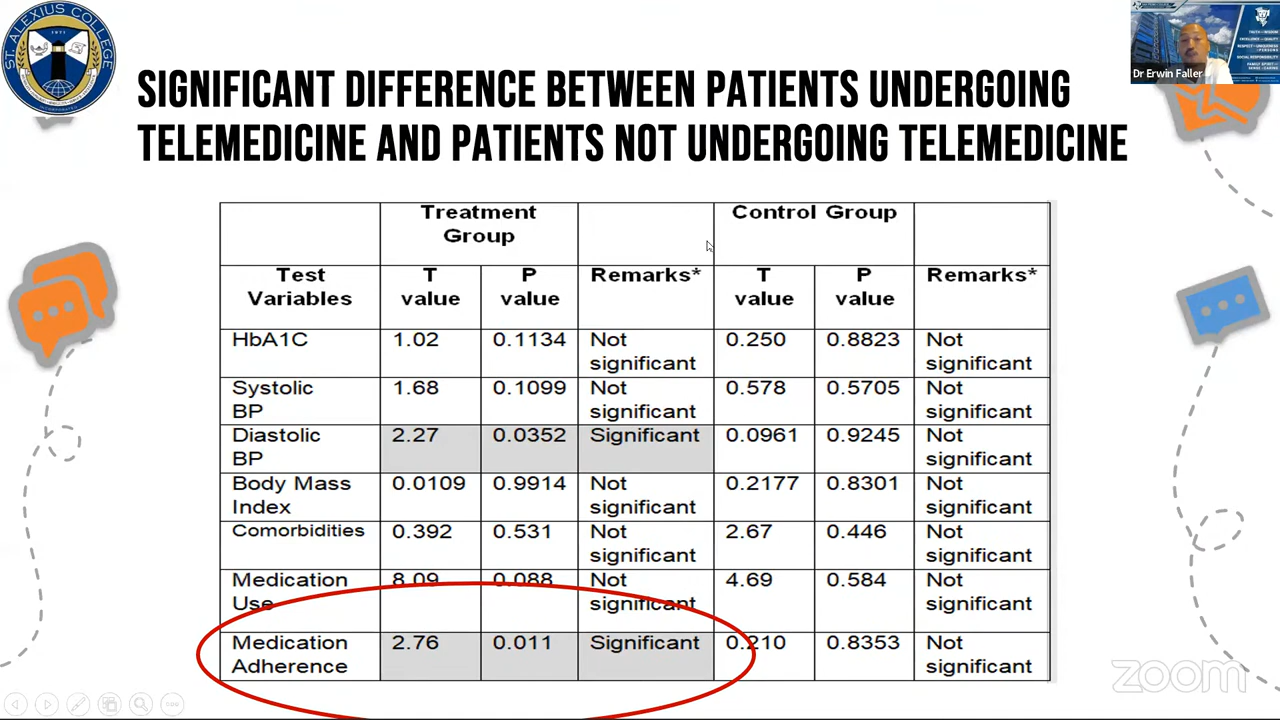 ST. ALEXIUS COLLEGE
1971
Dr Erwin Faller
SIGNIFICANT DIFFERENCE BETWEEN PATIENTS UNDERGOING
TELEMEDICINE AND PATIENTS NOT UNDERGOING TELEMEDICINE
Treatment Group Control Group
Test Variables T value P value Remarks* T value P value Remarks*
HbA1C 1.02 0.1134 Not significant 0.250 0.8823 Not significant
Systolic BP 1.68 0.1099 Not significant 0.578 0.5705 Not significant
Diastolic BP 2.27 0.0352 Significant 0.0961 0.9245 Not significant
Body Mass Index 0.0109 0.9914 Not significant 0.2177 0.8301 Not significant
Comorbidities 0.392 0.531 Not significant 2.67 0.446 Not significant
Medication Use 8.09 0.088 Not significant 4.69 0.584 Not significant
Medication Adherence 2.76 0.011 Significant 0.210 0.8353 Not significant
zoom